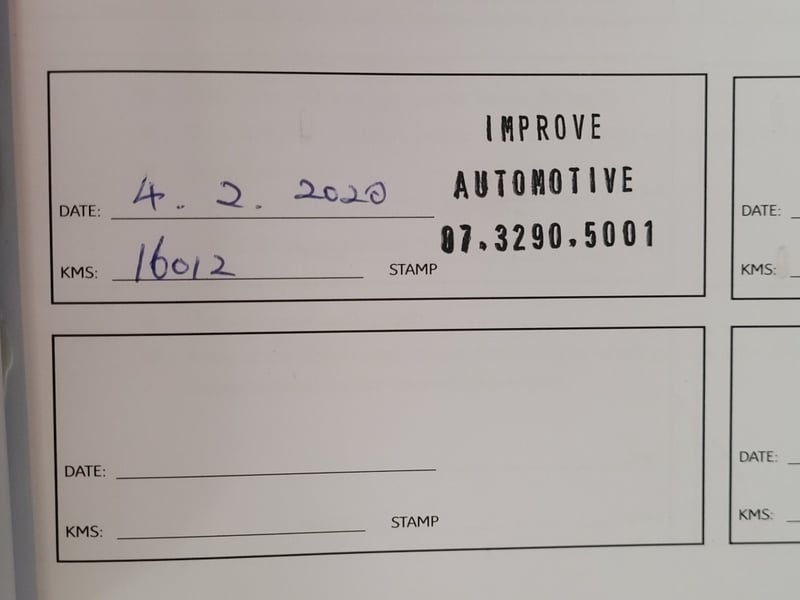 IMPROVE
AUTOMOTIVE
07.3290.5001
DATE: 4. 2. 2020
KMS: 16012 STAMP
DATE:
KMS:
DATE:
KMS: STAMP
DATE:
KMS: